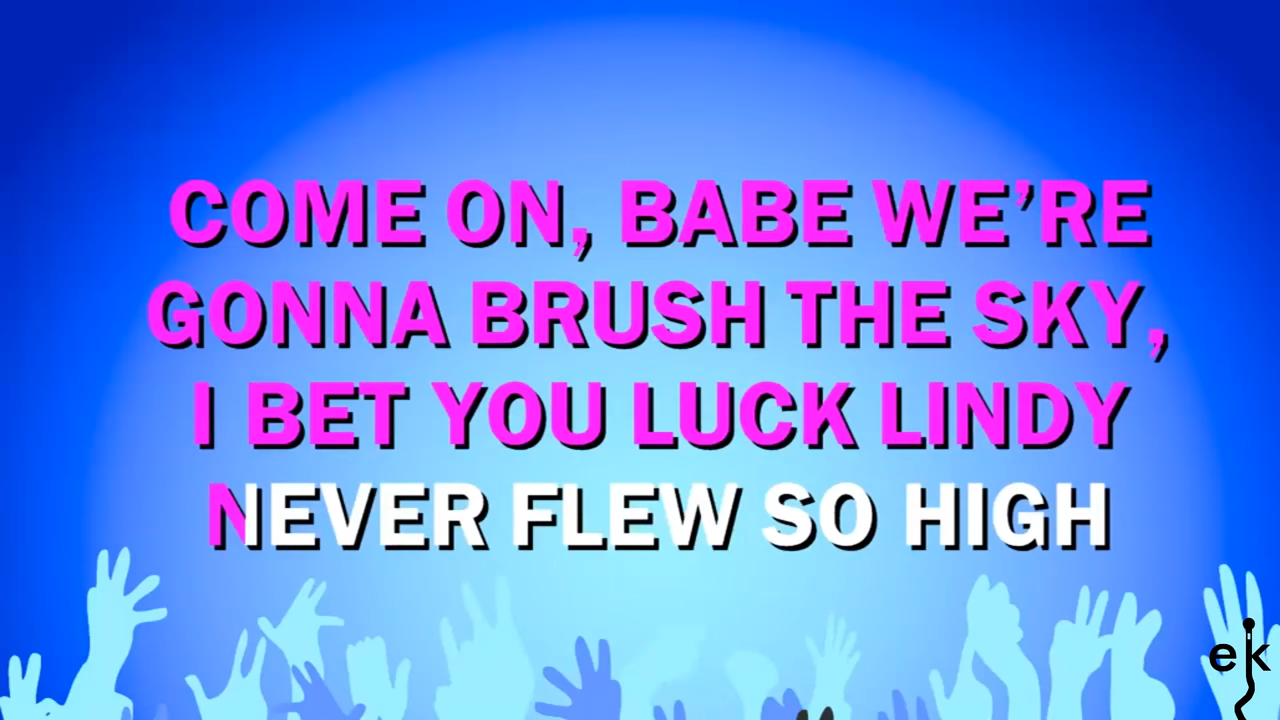 COME ON, BABE WE'RE
GONNA BRUSH THE SKY,
I BET YOU LUCK LINDY
NEVER FLEW SO HIGH
ek